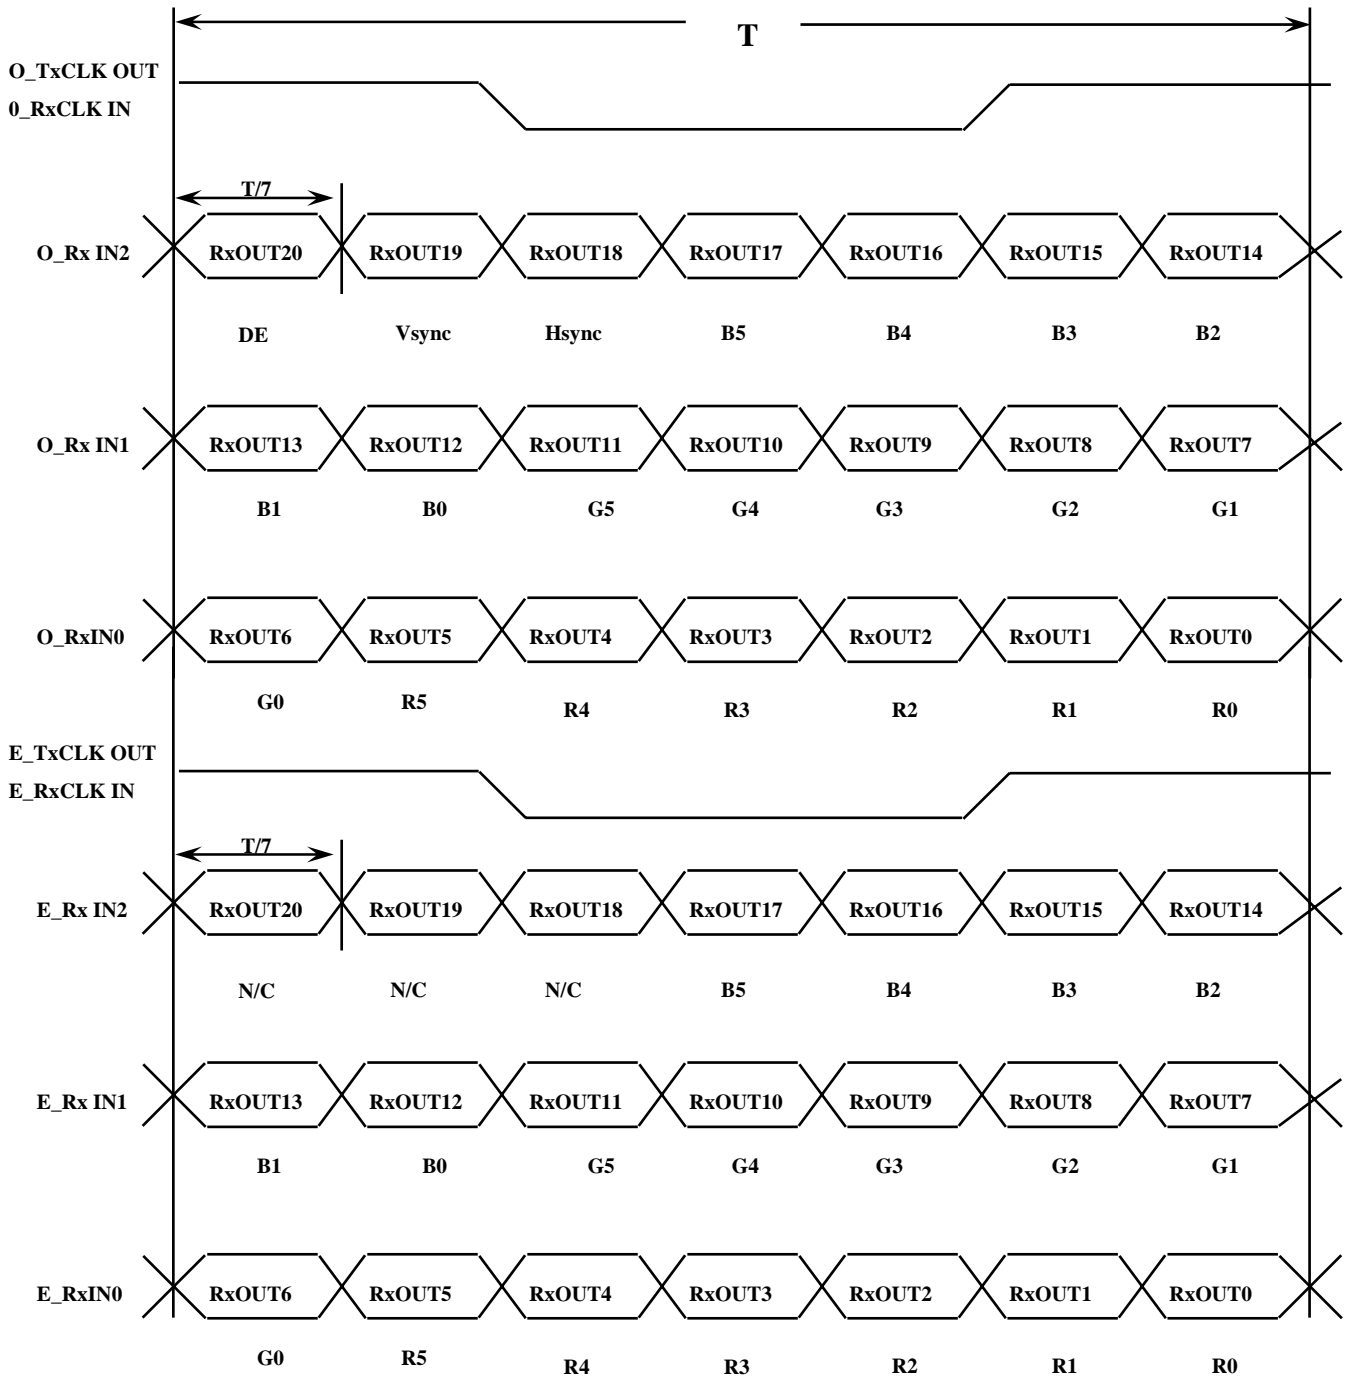 T
O_TxCLK OUT
0_RxCLK IN
T/7
O_Rx IN2 RxOUT20 RxOUT19 RxOUT18 RxOUT17 RxOUT16 RxOUT15 RxOUT14
DE Vsync Hsync B5 B4 B3 B2
O_Rx IN1 RxOUT13 RxOUT12 RxOUT11 RxOUT10 RxOUT9 RxOUT8 RxOUT7
B1 B0 G5 G4 G3 G2 G1
O_RxIN0 RxOUT6 RxOUT5 RxOUT4 RxOUT3 RxOUT2 RxOUT1 RxOUT0
G0 R5 R4 R3 R2 R1 R0
E_TxCLK OUT
E_RxCLK IN
T/7
E_Rx IN2 RxOUT20 RxOUT19 RxOUT18 RxOUT17 RxOUT16 RxOUT15 RxOUT14
N/C N/C N/C B5 B4 B3 B2
E_Rx IN1 RxOUT13 RxOUT12 RxOUT11 RxOUT10 RxOUT9 RxOUT8 RxOUT7
B1 B0 G5 G4 G3 G2 G1
E_RxIN0 RxOUT6 RxOUT5 RxOUT4 RxOUT3 RxOUT2 RxOUT1 RxOUT0
G0 R5 R4 R3 R2 R1 R0